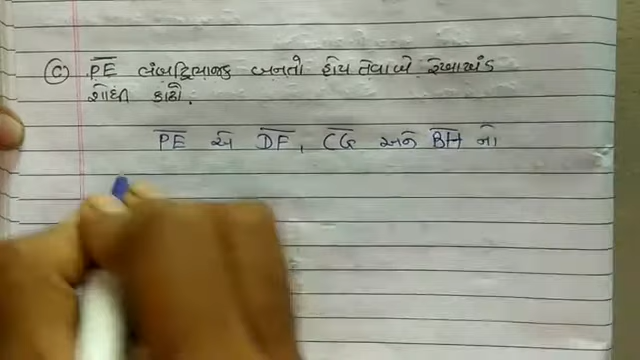 (C) PE લંબદ્વિભાજક બનતો હોય તેવા બે રેખાખંડ
શોધી કાઢો.
PE એ DF, CG અને BH નો